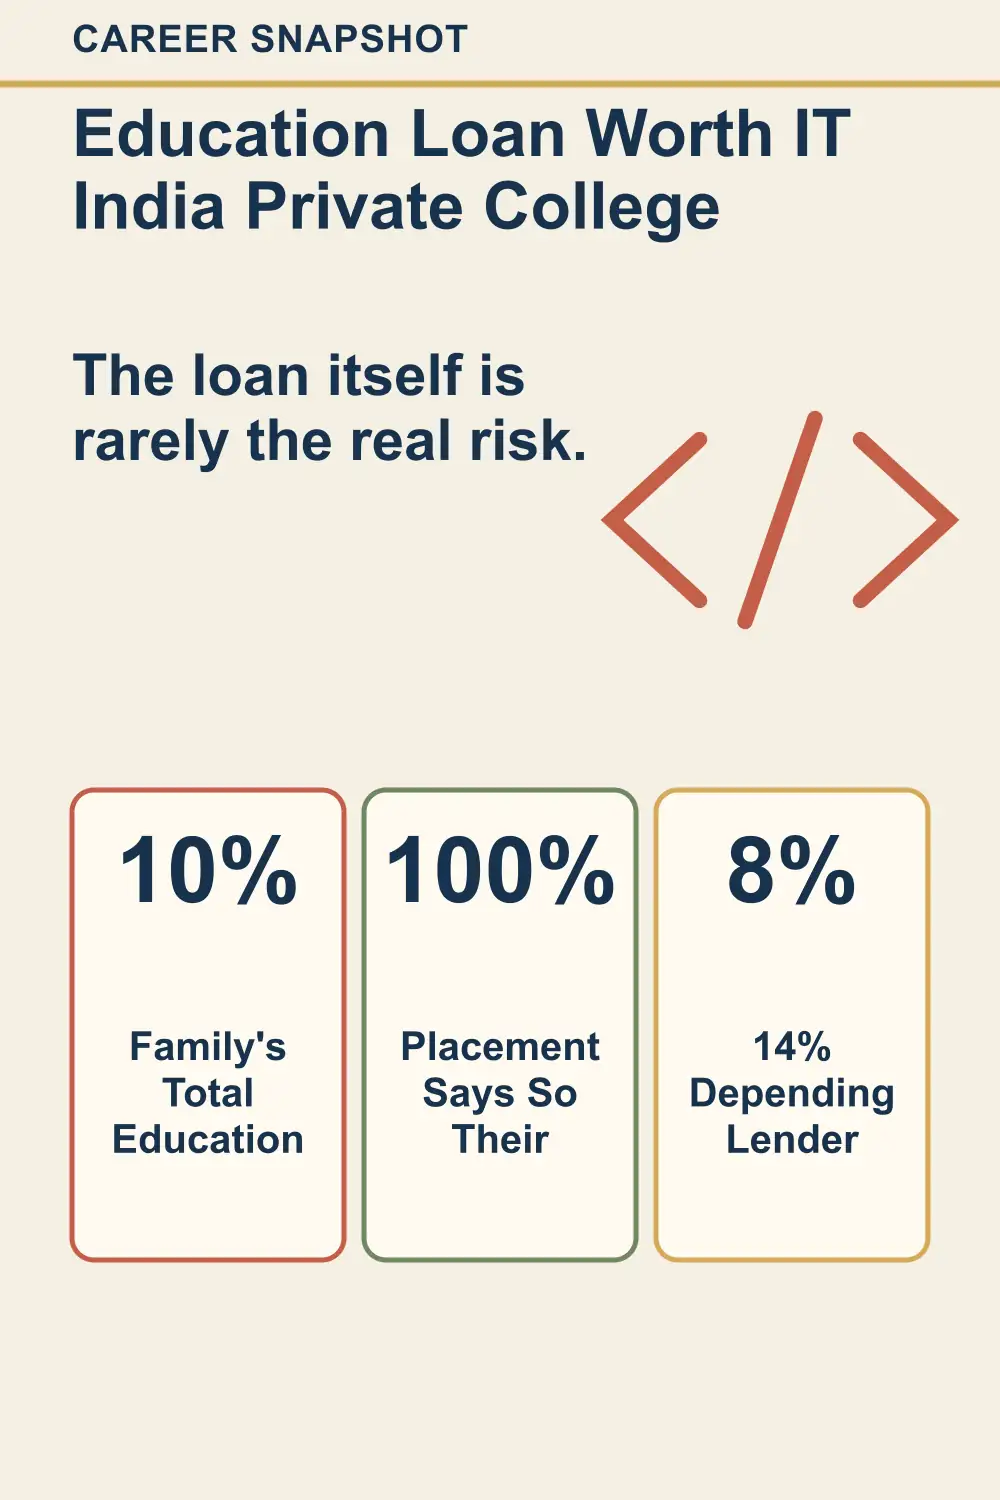 CAREER SNAPSHOT
Education Loan Worth IT
India Private College
The loan itself is
rarely the real risk.
</>
10%
Family's
Total
Education
100%
Placement
Says So
Their
8%
14%
Depending
Lender